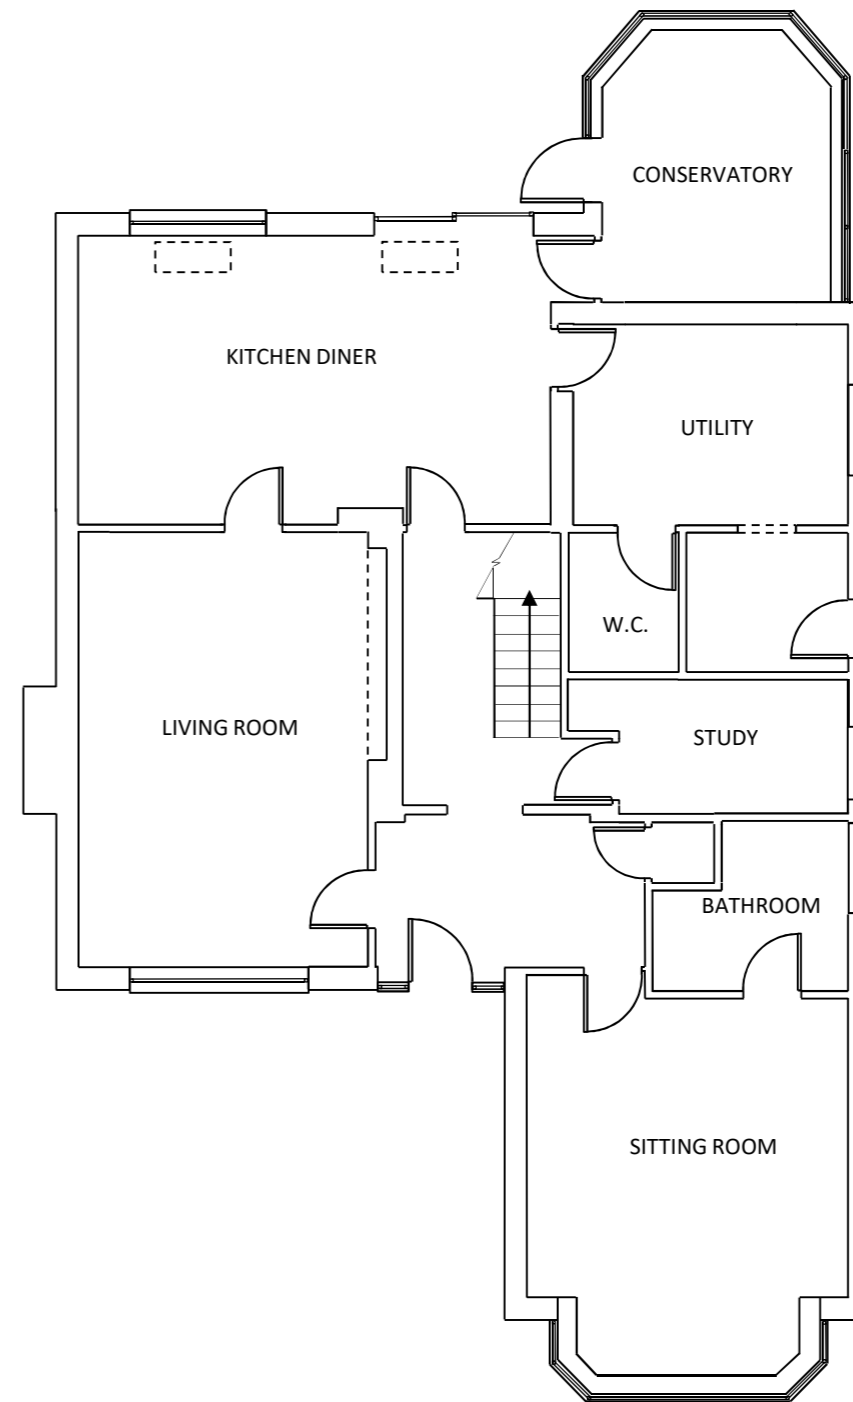 CONSERVATORY
KITCHEN DINER
UTILITY
W.C.
LIVING ROOM
STUDY
BATHROOM
SITTING ROOM